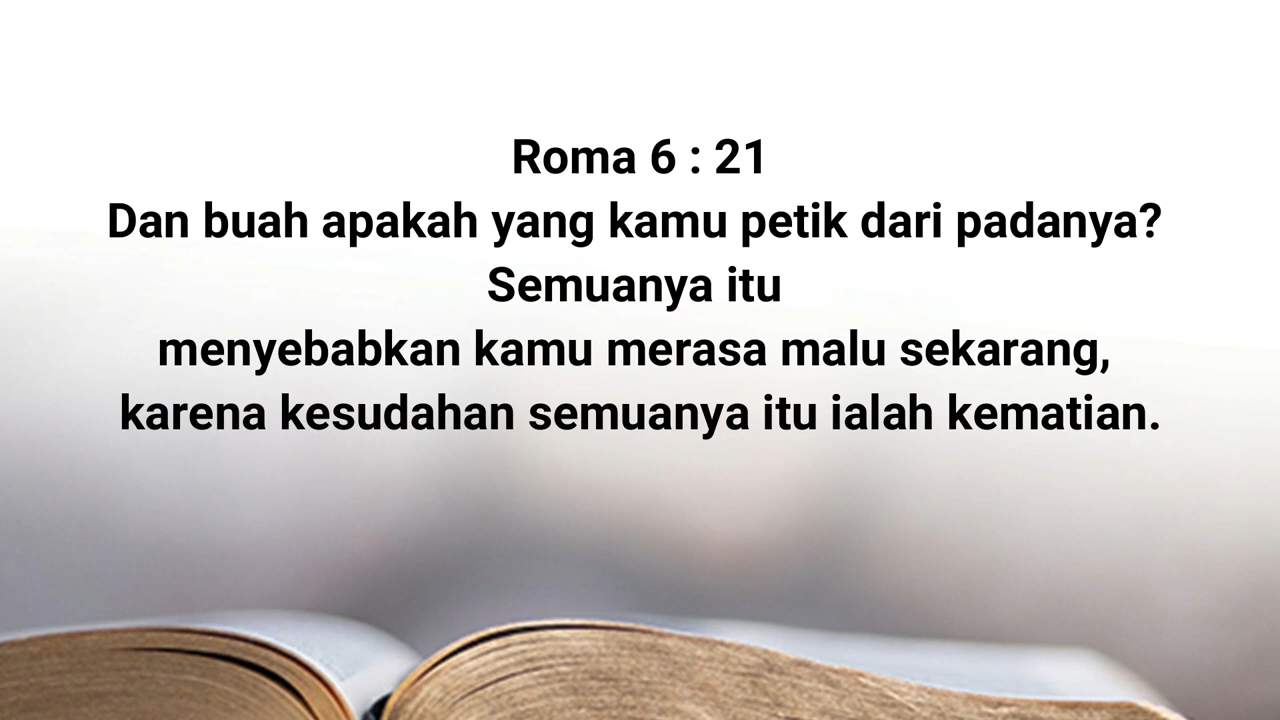 Roma 6 : 21
Dan buah apakah yang kamu petik dari padanya?
Semuanya itu
menyebabkan kamu merasa malu sekarang,
karena kesudahan semuanya itu ialah kematian.